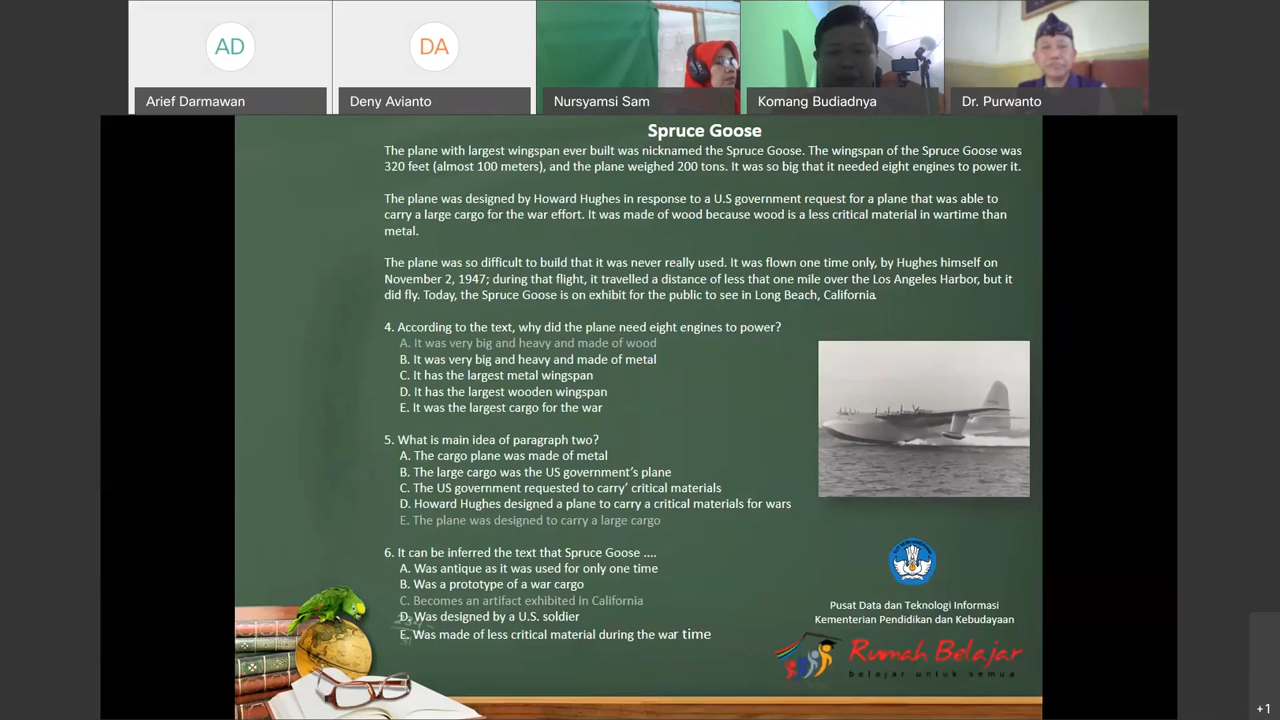 AD
DA
Arief Darmawan
Deny Avianto
Nursyamsi Sam
Komang Budiadnya
Dr. Purwanto
Spruce Goose
The plane with largest wingspan ever built was nicknamed the Spruce Goose. The wingspan of the Spruce Goose was
320 feet (almost 100 meters), and the plane weighed 200 tons. It was so big that it needed eight engines to power it.
The plane was designed by Howard Hughes in response to a U.S government request for a plane that was able to
carry a large cargo for the war effort. It was made of wood because wood is a less critical material in wartime than
metal.
The plane was so difficult to build that it was never really used. It was flown one time only, by Hughes himself on
November 2, 1947; during that flight, it travelled a distance of less that one mile over the Los Angeles Harbor, but it
did fly. Today, the Spruce Goose is on exhibit for the public to see in Long Beach, California.
4. According to the text, why did the plane need eight engines to power?
A. It was very big and heavy and made of wood
B. It was very big and heavy and made of metal
C. It has the largest metal wingspan
D. It has the largest wooden wingspan
E. It was the largest cargo for the war
5. What is main idea of paragraph two?
A. The cargo plane was made of metal
B. The large cargo was the US government's plane
C. The US government requested to carry' critical materials
D. Howard Hughes designed a plane to carry a critical materials for wars
E. The plane was designed to carry a large cargo
6. It can be inferred the text that Spruce Goose ....
A. Was antique as it was used for only one time
B. Was a prototype of a war cargo
C. Becomes an artifact exhibited in California
D. Was designed by a U.S. soldier
E. Was made of less critical material during the war time
Pusat Data dan Teknologi Informasi
Kementerian Pendidikan dan Kebudayaan
Rumah Belajar
belajar untuk semua
+1